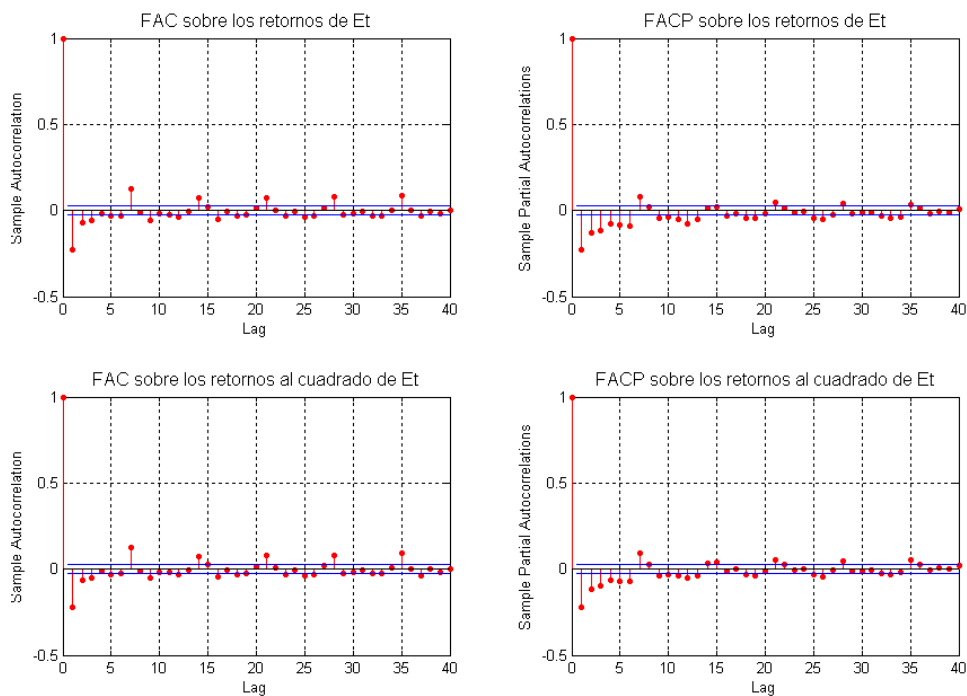 FAC sobre los retornos de Et
Sample Autocorrelation
1
0.5
0
-0.5
0 5 10 15 20 25 30 35 40
Lag
FACP sobre los retornos de Et
Sample Partial Autocorrelations
1
0.5
0
-0.5
0 5 10 15 20 25 30 35 40
Lag
FAC sobre los retornos al cuadrado de Et
Sample Autocorrelation
1
0.5
0
-0.5
0 5 10 15 20 25 30 35 40
Lag
FACP sobre los retornos al cuadrado de Et
Sample Partial Autocorrelations
1
0.5
0
-0.5
0 5 10 15 20 25 30 35 40
Lag